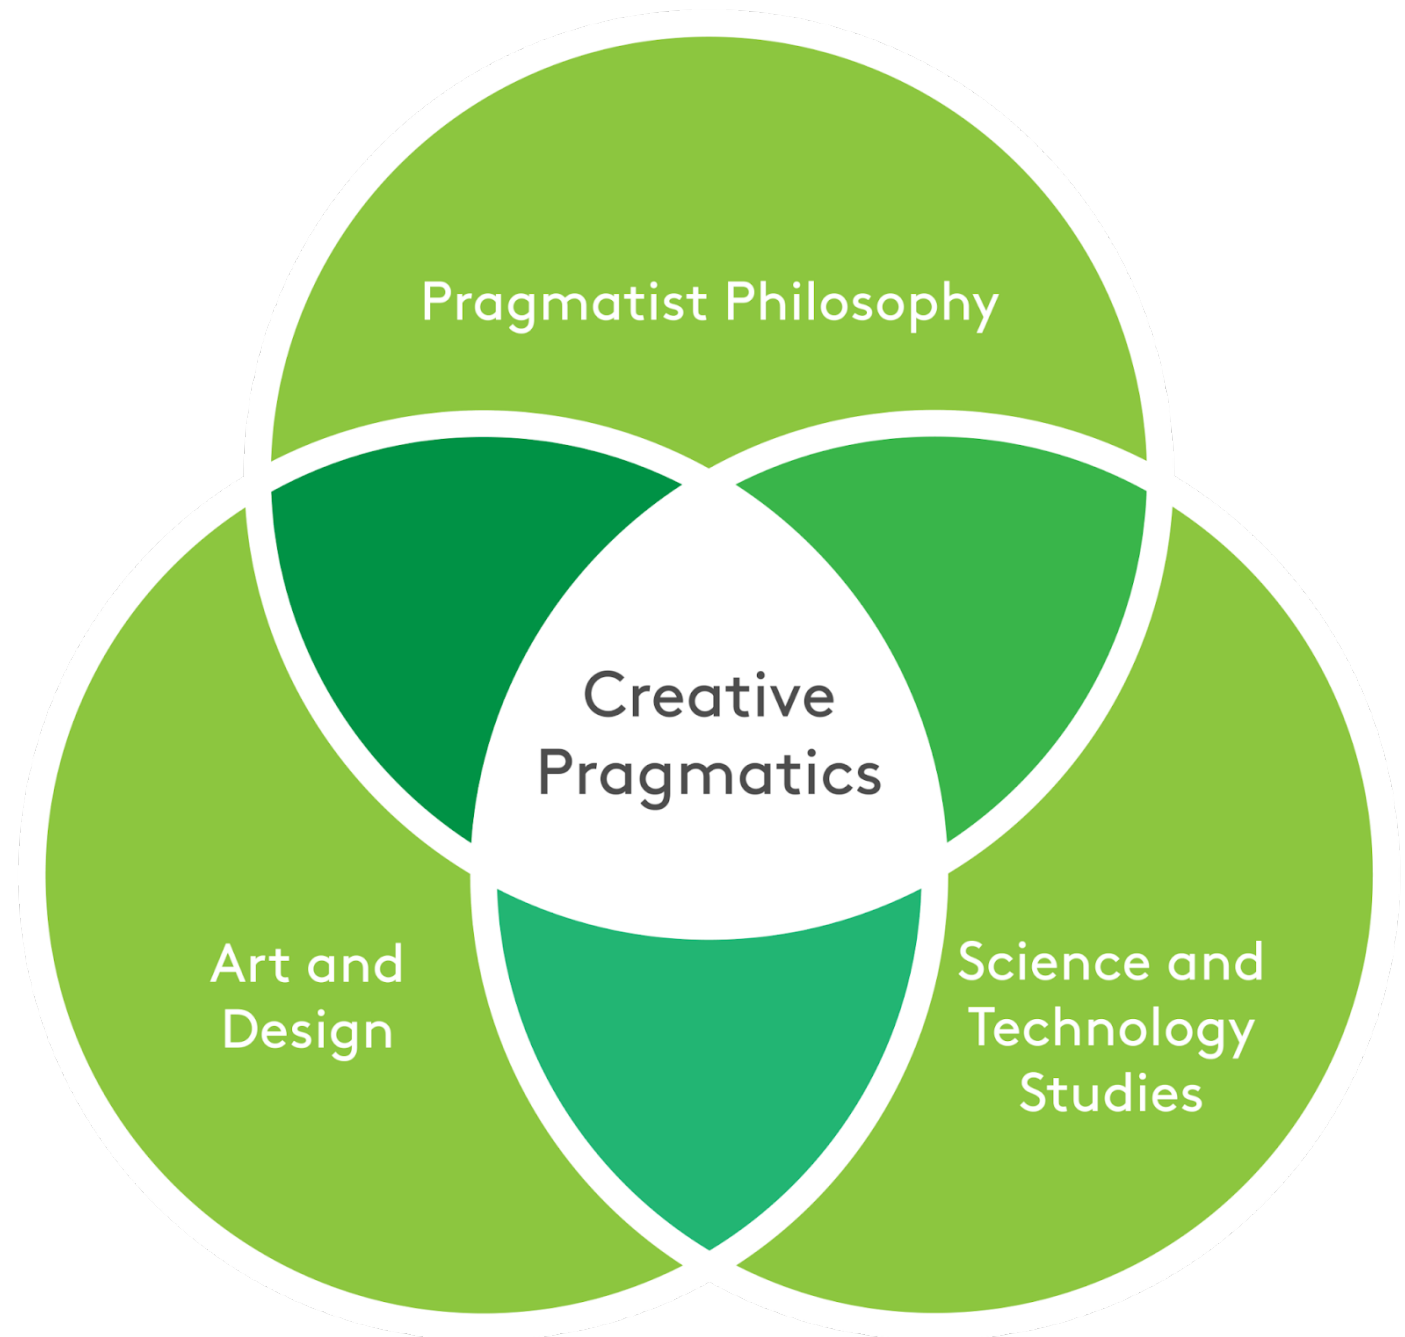 Pragmatist Philosophy
Creative
Pragmatics
Art and
Design
Science and
Technology
Studies